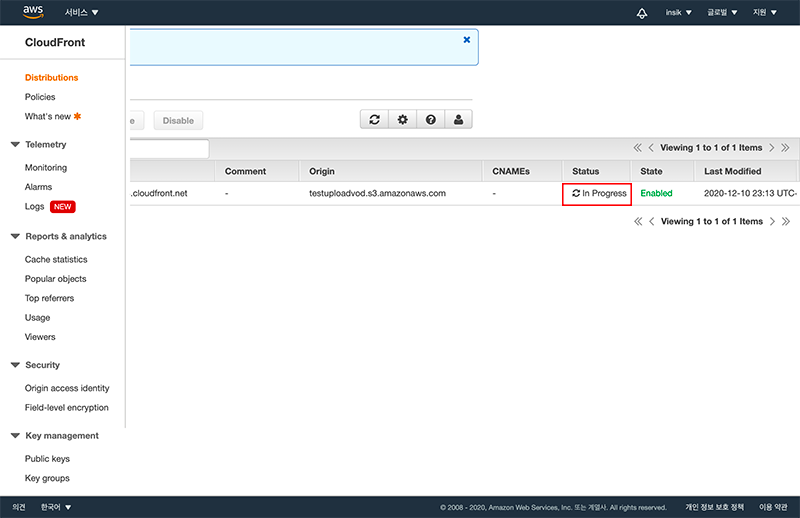 aws 서비스 insik 글로벌 지원
CloudFront
Distributions
Policies
What's new
Telemetry
Monitoring
Alarms
Logs NEW
Reports & analytics
Cache statistics
Popular objects
Top referrers
Usage
Viewers
Security
Origin access identity
Field-level encryption
Key management
Public keys
Key groups
e Disable
Viewing 1 to 1 of 1 Items
Comment Origin CNAMEs Status State Last Modified
.cloudfront.net - testuploadvod.s3.amazonaws.com - In Progress Enabled 2020-12-10 23:13 UTC-
Viewing 1 to 1 of 1 Items
의견 한국어 © 2008 - 2020, Amazon Web Services, Inc. 또는 계열사. All rights reserved. 개인 정보 보호 정책 이용 약관